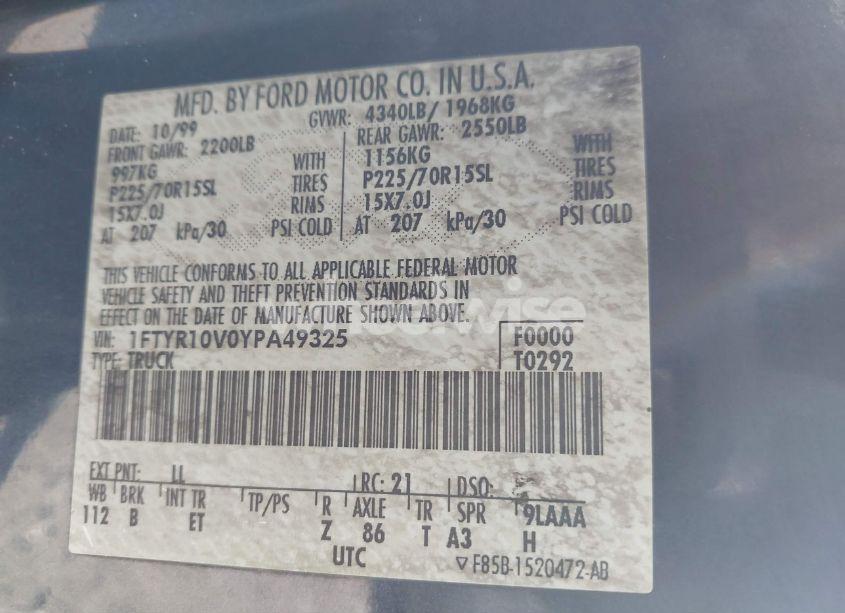 MFD. BY FORD MOTOR CO. IN U.S.A.
DATE: 10/99 GVWR: 4340LB/ 1968KG
FRONT GAWR: 2200LB REAR GAWR: 2550LB
997KG WITH 1156KG WITH
P225/70R15SL TIRES P225/70R15SL TIRES
15X7.0J RIMS 15X7.0J RIMS
AT 207 kPa/30 PSI COLD AT 207 kPa/30 PSI COLD
THIS VEHICLE CONFORMS TO ALL APPLICABLE FEDERAL MOTOR
VEHICLE SAFETY AND THEFT PREVENTION STANDARDS IN
EFFECT ON THE DATE OF MANUFACTURE SHOWN ABOVE.
VIN: 1FTYR10V0YPA49325 F0000
TYPE: TRUCK T0292
EXT PNT: LL RC: 21 DSO:
WB BRK INT TR TP/PS R AXLE TR SPR 9LAAA
112 B ET Z 86 T A3 H
UTC ▽ F85B-1520472-AB